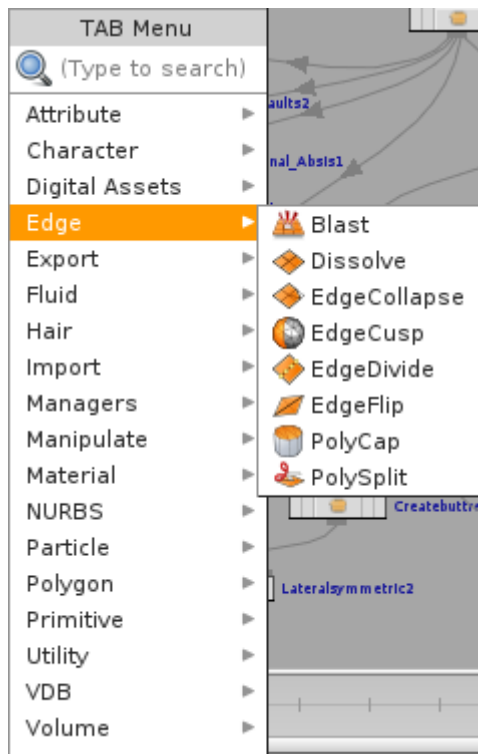 TAB Menu
(Type to search)
Attribute
Character
Digital Assets
Edge
Export
Fluid
Hair
Import
Managers
Manipulate
Material
NURBS
Particle
Polygon
Primitive
Utility
VDB
Volume
Blast
Dissolve
EdgeCollapse
EdgeCusp
EdgeDivide
EdgeFlip
PolyCap
PolySplit
aults2
nal_Absis1
Createbuttre
Lateralsymmetric2